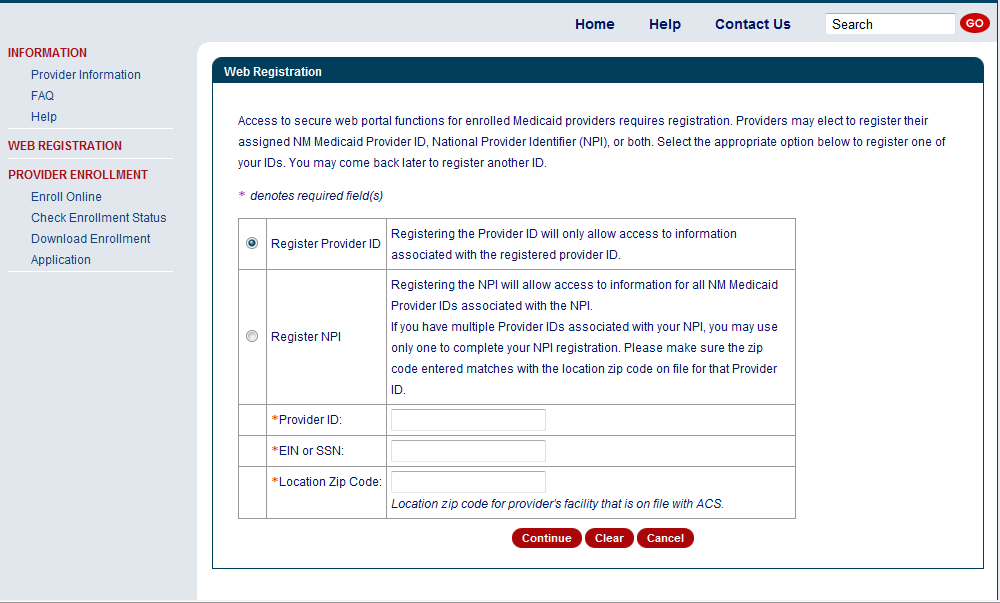 Home Help Contact Us Search GO
INFORMATION
Provider Information
FAQ
Help
WEB REGISTRATION
PROVIDER ENROLLMENT
Enroll Online
Check Enrollment Status
Download Enrollment
Application
Web Registration
Access to secure web portal functions for enrolled Medicaid providers requires registration. Providers may elect to register their
assigned NM Medicaid Provider ID, National Provider Identifier (NPI), or both. Select the appropriate option below to register one of
your IDs. You may come back later to register another ID.
* denotes required field(s)
Register Provider ID
Registering the Provider ID will only allow access to information
associated with the registered provider ID.
Register NPI
Registering the NPI will allow access to information for all NM Medicaid
Provider IDs associated with the NPI.
If you have multiple Provider IDs associated with your NPI, you may use
only one to complete your NPI registration. Please make sure the zip
code entered matches with the location zip code on file for that Provider
ID.
*Provider ID:
*EIN or SSN:
*Location Zip Code:
Location zip code for provider's facility that is on file with ACS.
Continue Clear Cancel